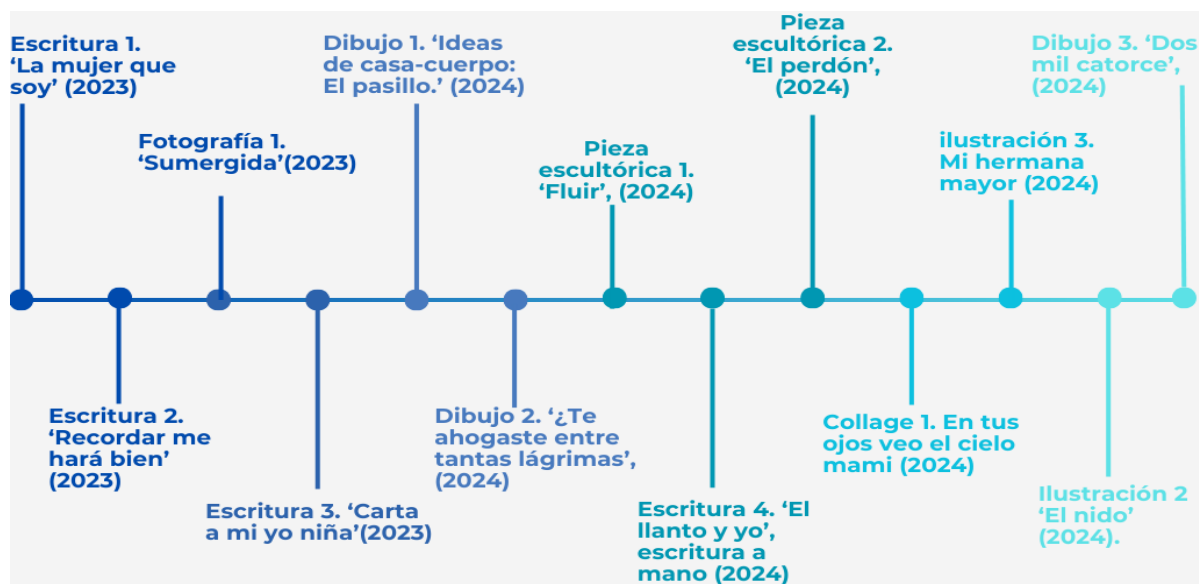 Escritura 1.
‘La mujer que
soy’ (2023)
Escritura 2.
‘Recordar me
hará bien’
(2023)
Fotografía 1.
‘Sumergida’(2023)
Escritura 3. ‘Carta
a mi yo niña’(2023)
Dibujo 1. ‘Ideas
de casa-cuerpo:
El pasillo.’ (2024)
Dibujo 2. ‘¿Te
ahogaste entre
tantas lágrimas’,
(2024)
Pieza
escultórica 1.
‘Fluir’, (2024)
Escritura 4. ‘El
llanto y yo’,
escritura a
mano (2024)
Pieza
escultórica 2.
‘El perdón’,
(2024)
Collage 1. En tus
ojos veo el cielo
mami (2024)
ilustración 3.
Mi hermana
mayor (2024)
Ilustración 2
‘El nido’
(2024).
Dibujo 3. ‘Dos
mil catorce’,
(2024)